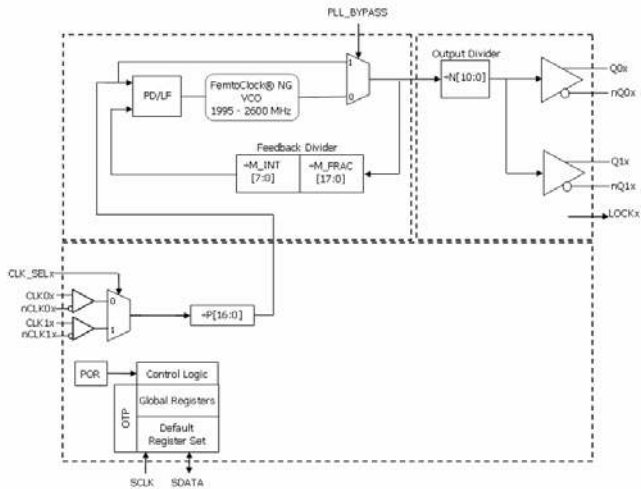 PLL_BYPASS
Output Divider
1
0
PD/LF
FemtoClock® NG
VCO
1995 - 2600 MHz
÷N[10:0]
Q0x
nQ0x
Feedback Divider
÷M_INT
[7:0]
÷M_FRAC
[17:0]
Q1x
nQ1x
LOCKx
CLK_SELx
CLK0x
nCLK0x
CLK1x
nCLK1x
0
1
÷P[16:0]
POR
Control Logic
OTP
Global Registers
Default
Register Set
SCLK
SDATA